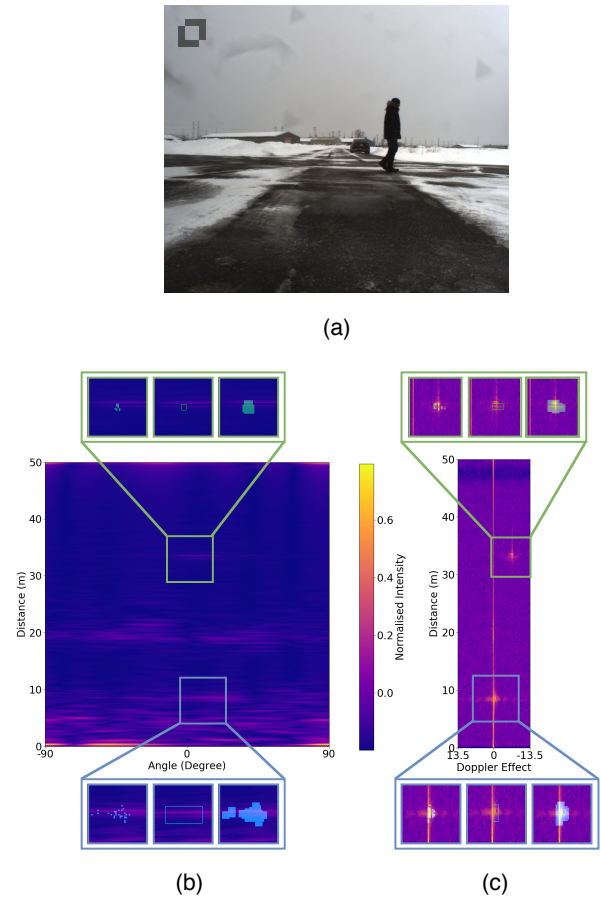 (a)
50
40
30
20
10
0
Distance (m)
-90
0
90
Angle (Degree)
0.6
0.4
0.2
0.0
Normalised Intensity
50
40
30
20
10
0
Distance (m)
13.5
0
-13.5
Doppler Effect
(b)
(c)